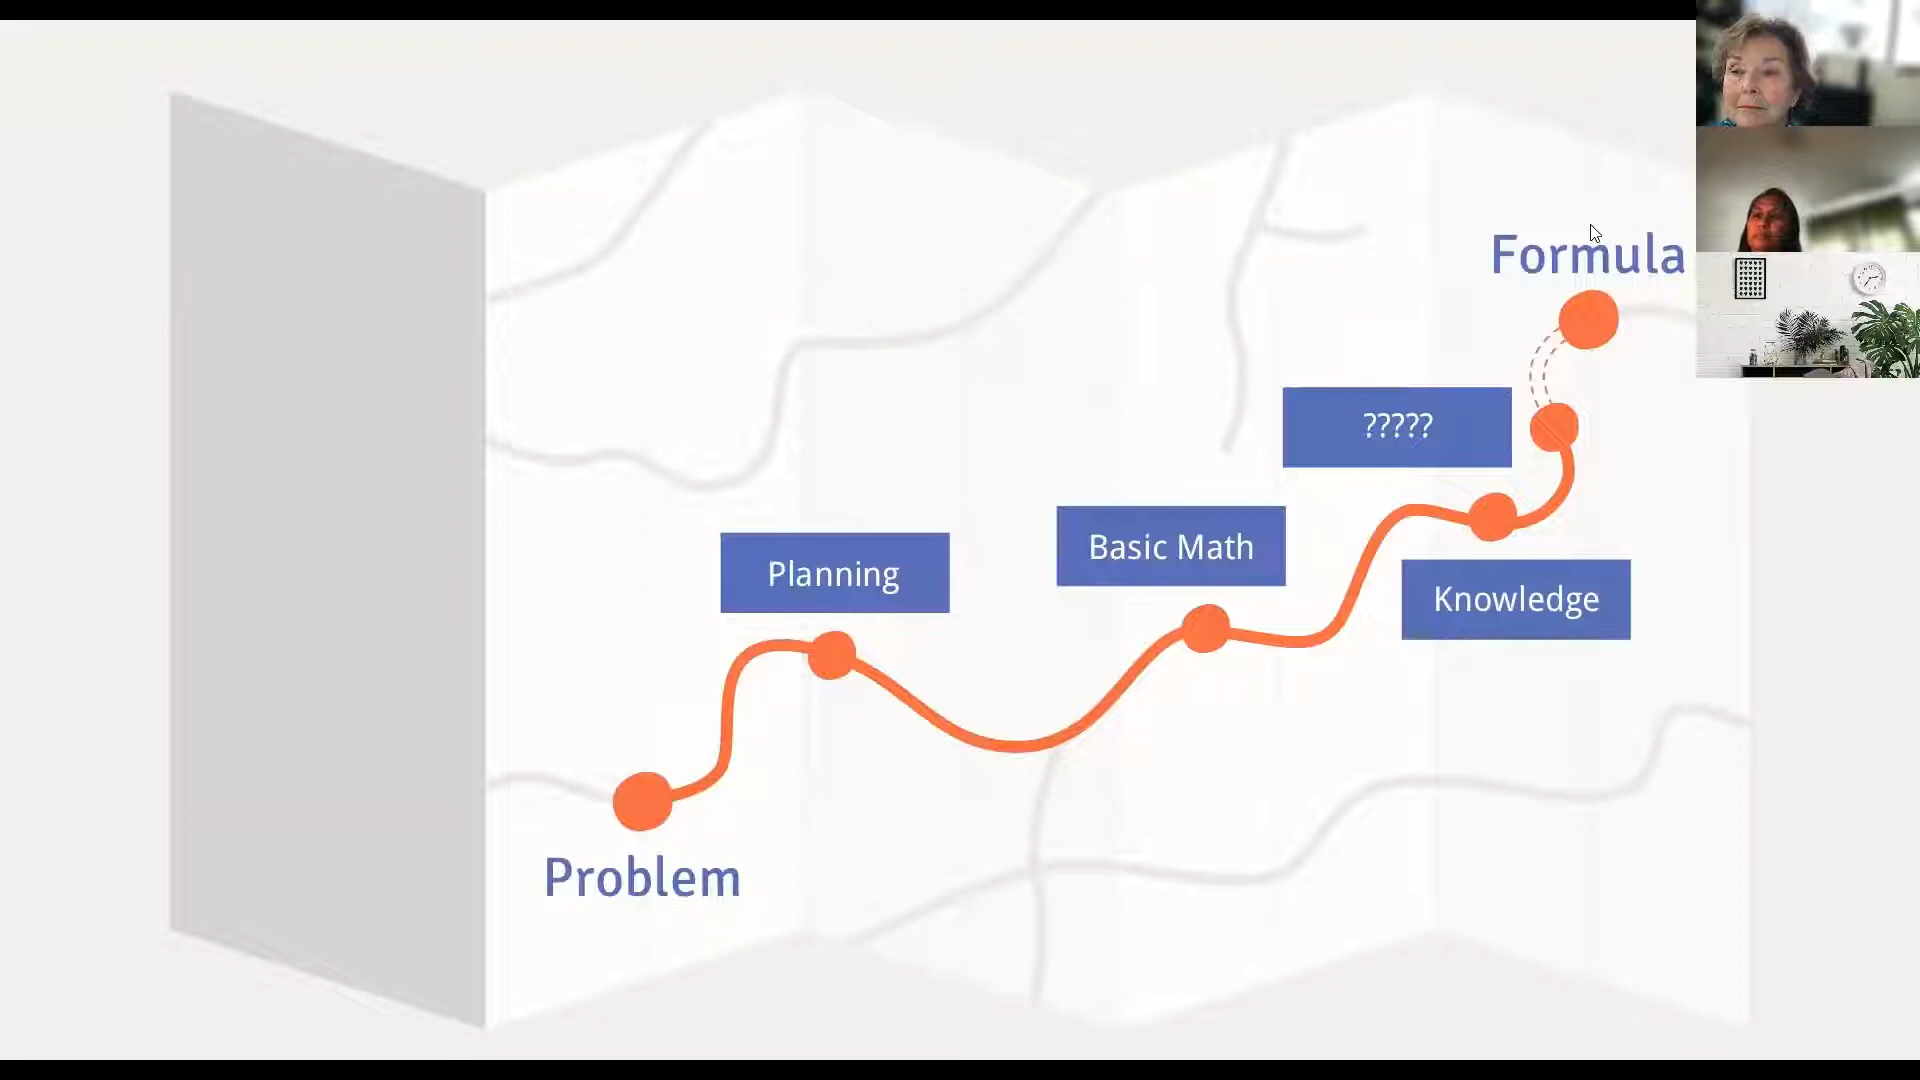 Formula
?????
Basic Math
Planning
Knowledge
Problem